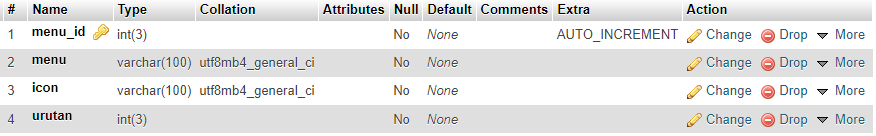 # Name Type Collation Attributes Null Default Comments Extra Action
1 menu_id int(3) No None AUTO_INCREMENT Change Drop More
2 menu varchar(100) utf8mb4_general_ci No None Change Drop More
3 icon varchar(100) utf8mb4_general_ci No None Change Drop More
4 urutan int(3) No None Change Drop More